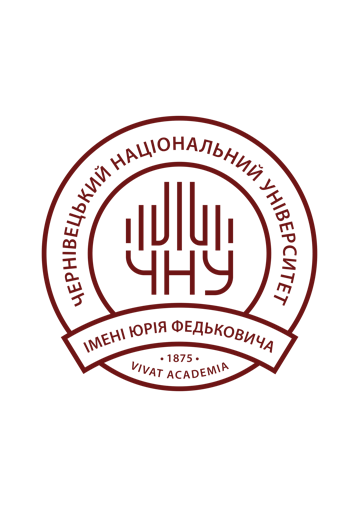 ЧЕРНІВЕЦЬКИЙ НАЦІОНАЛЬНИЙ УНІВЕРСИТЕТ
ЧНУ
ІМЕНІ ЮРІЯ ФЕДЬКОВИЧА
• 1875 •
VIVAT ACADEMIA